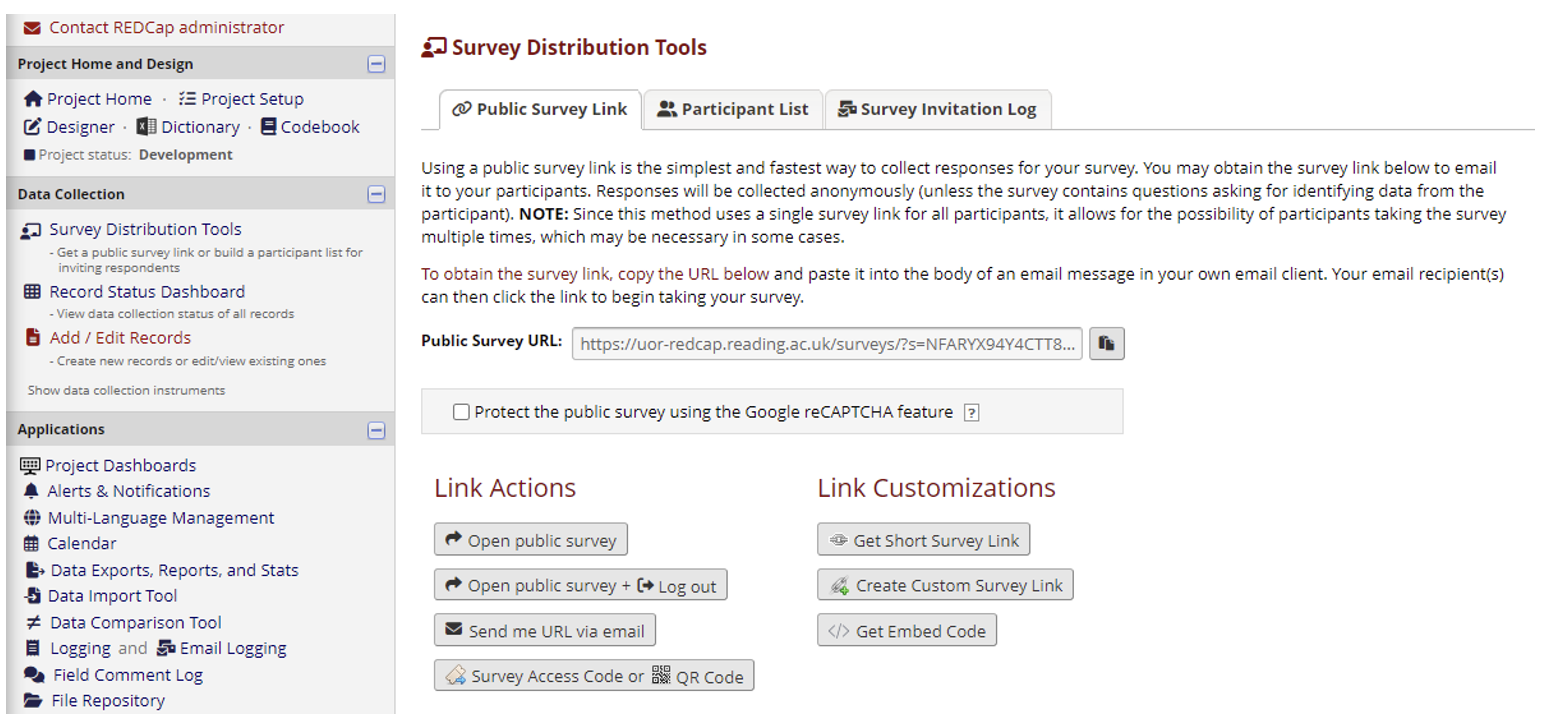 Contact REDCap administrator
Project Home and Design
Project Home · Project Setup
Designer · Dictionary · Codebook
Project status: Development
Data Collection
Survey Distribution Tools
- Get a public survey link or build a participant list for
inviting respondents
Record Status Dashboard
- View data collection status of all records
Add / Edit Records
- Create new records or edit/view existing ones
Show data collection instruments
Applications
Project Dashboards
Alerts & Notifications
Multi-Language Management
Calendar
Data Exports, Reports, and Stats
Data Import Tool
Data Comparison Tool
Logging and Email Logging
Field Comment Log
File Repository
Survey Distribution Tools
Public Survey Link Participant List Survey Invitation Log
Using a public survey link is the simplest and fastest way to collect responses for your survey. You may obtain the survey link below to email
it to your participants. Responses will be collected anonymously (unless the survey contains questions asking for identifying data from the
participant). NOTE: Since this method uses a single survey link for all participants, it allows for the possibility of participants taking the survey
multiple times, which may be necessary in some cases.
To obtain the survey link, copy the URL below and paste it into the body of an email message in your own email client. Your email recipient(s)
can then click the link to begin taking your survey.
Public Survey URL: https://uor-redcap.reading.ac.uk/surveys/?s=NFARYX94Y4CTT8...
Protect the public survey using the Google reCAPTCHA feature ?
Link Actions
Open public survey
Open public survey + Log out
Send me URL via email
Survey Access Code or QR Code
Link Customizations
Get Short Survey Link
Create Custom Survey Link
</> Get Embed Code